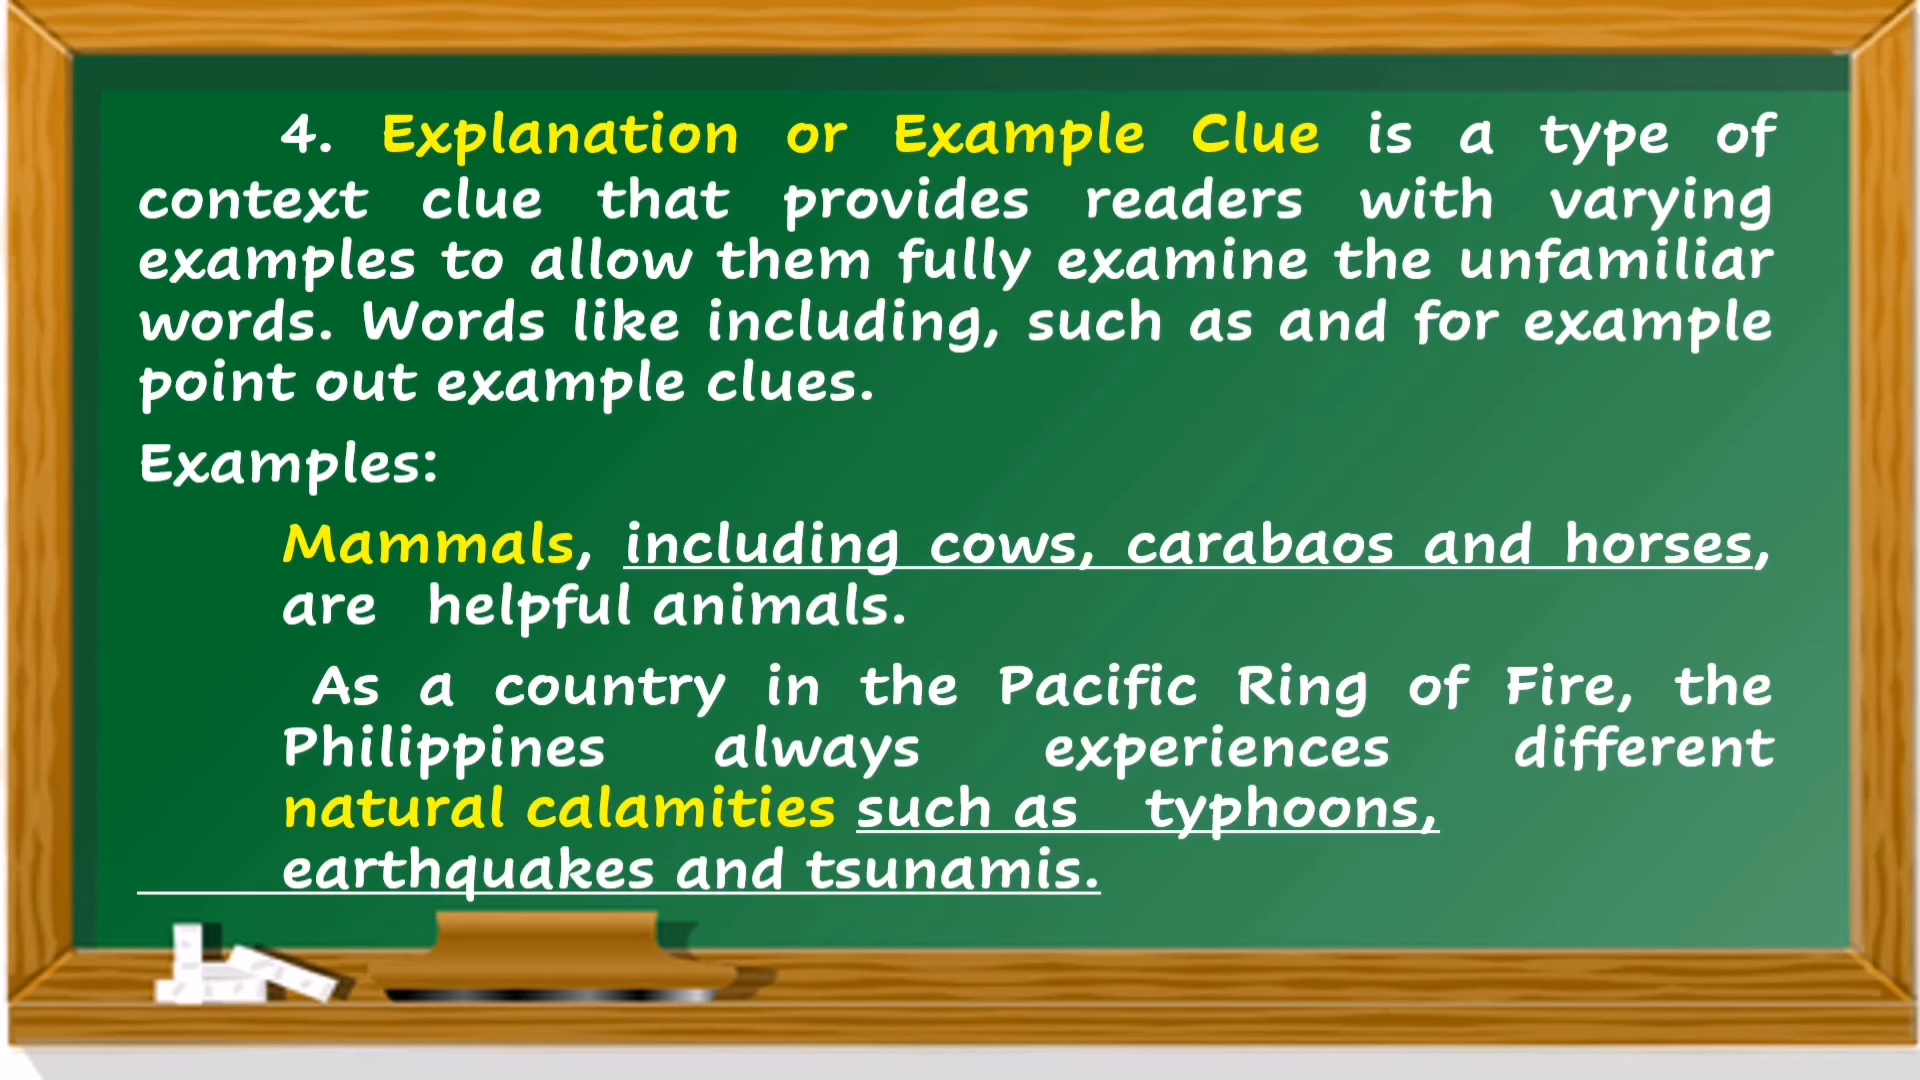 4. Explanation or Example Clue is a type of
context clue that provides readers with varying
examples to allow them fully examine the unfamiliar
words. Words like including, such as and for example
point out example clues.
Examples:
Mammals, including cows, carabaos and horses,
are helpful animals.
As a country in the Pacific Ring of Fire, the
Philippines always experiences different
natural calamities such as typhoons,
earthquakes and tsunamis.